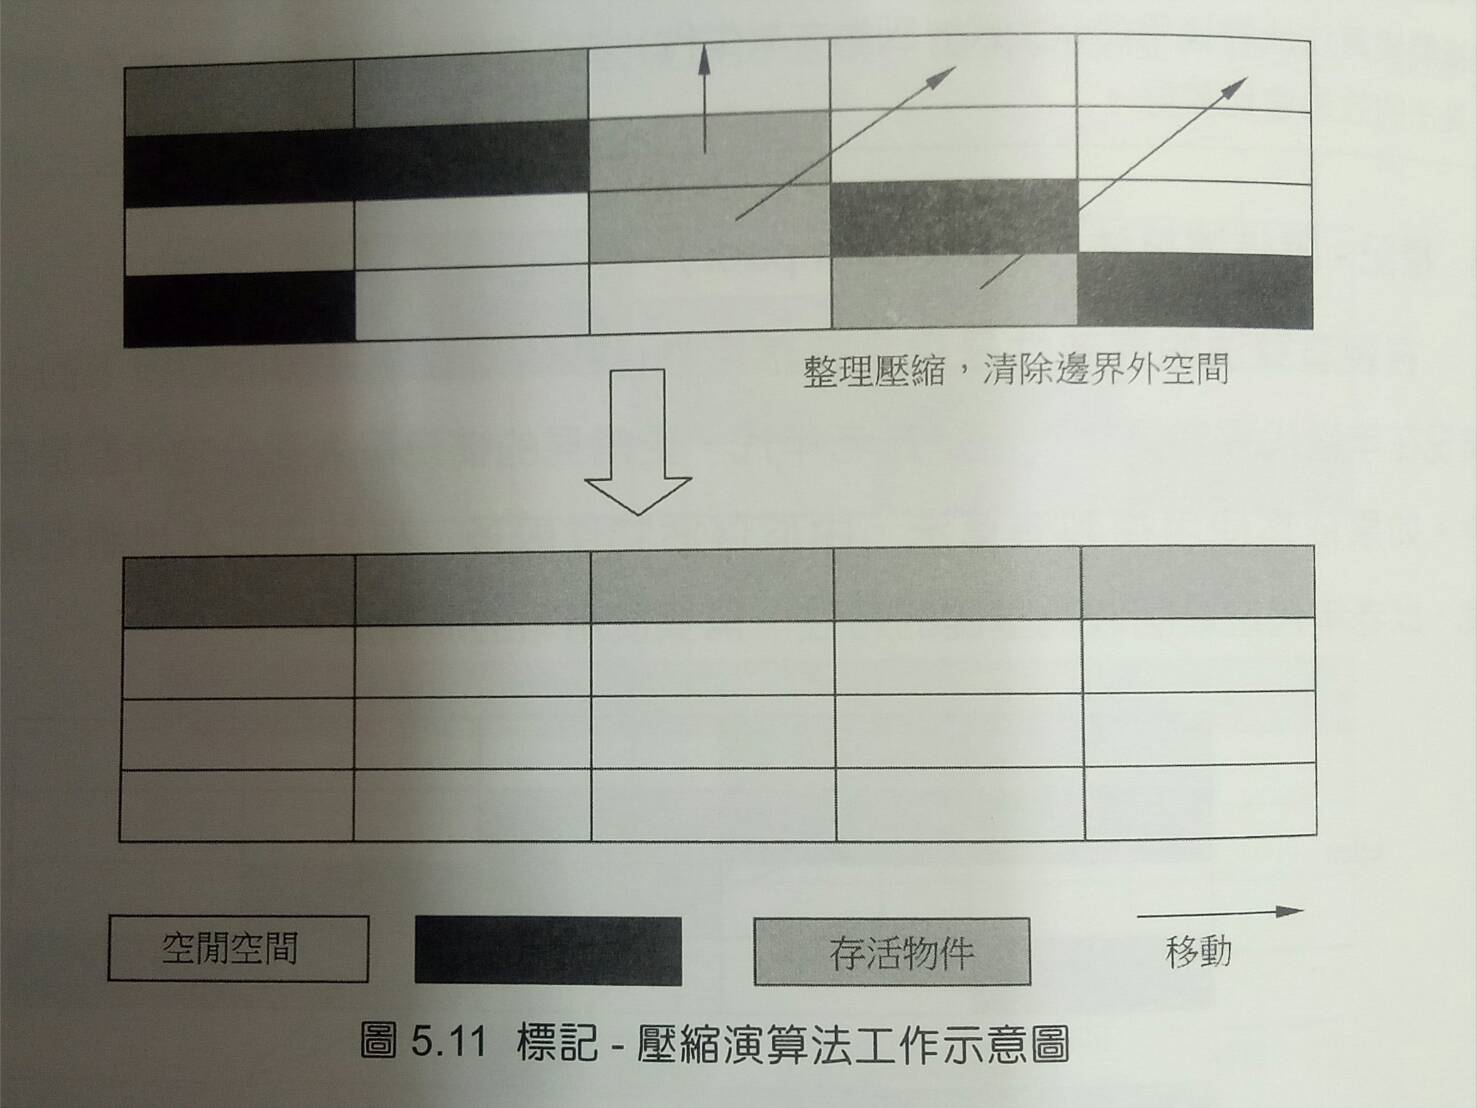 整理壓縮，清除邊界外空間
空閒空間
存活物件
移動
圖 5.11 標記 - 壓縮演算法工作示意圖